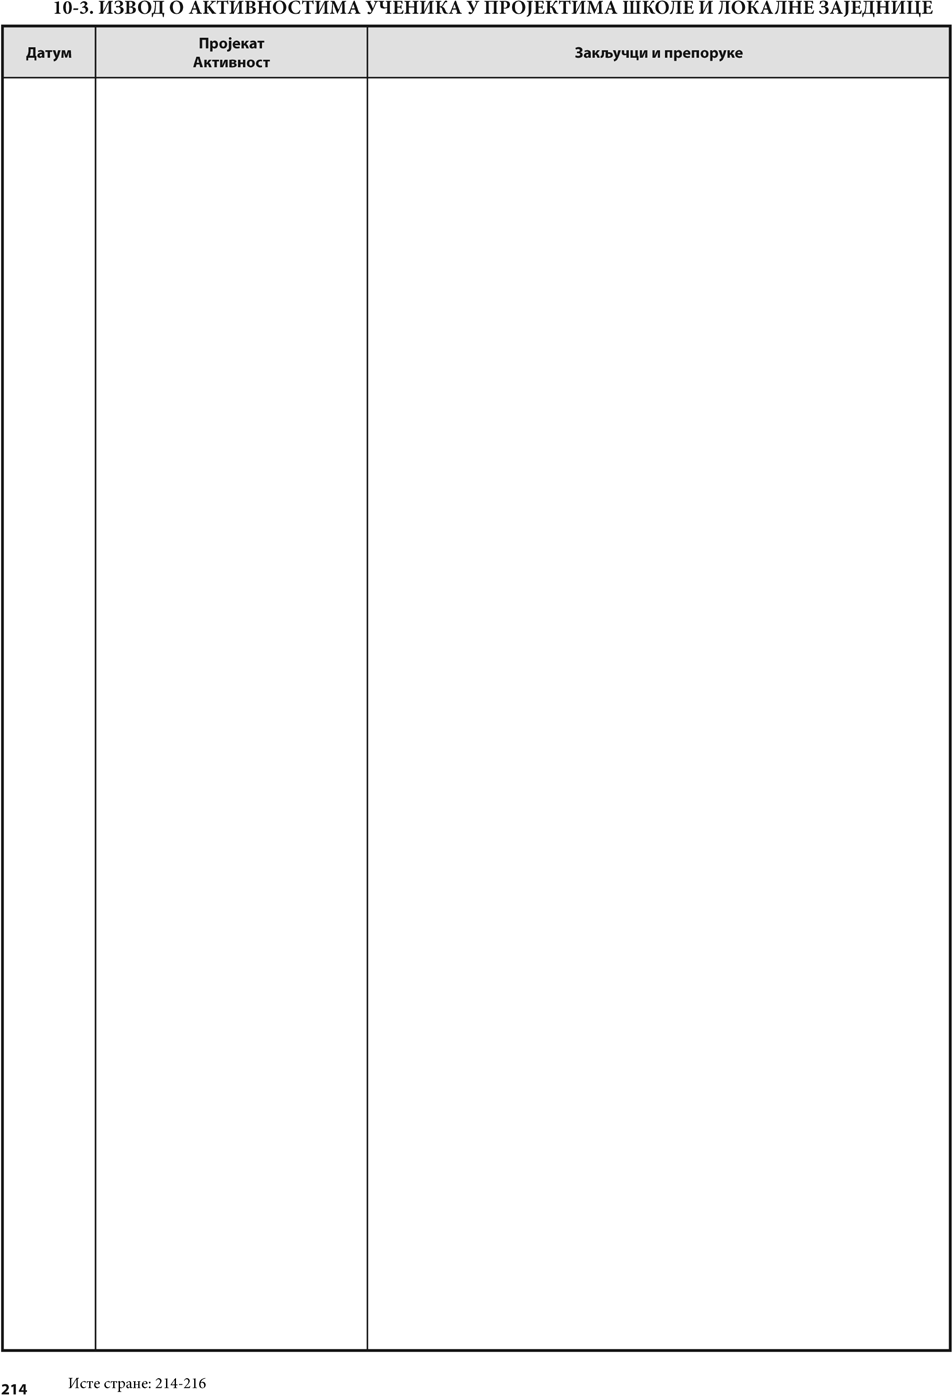 10-3. ИЗВОД О АКТИВНОСТИМА УЧЕНИКА У ПРОЈЕКТИМА ШКОЛЕ И ЛОКАЛНЕ ЗАЈЕДНИЦЕ
Датум
Пројекат
Активност
Закључци и препоруке
214
Исте стране: 214-216